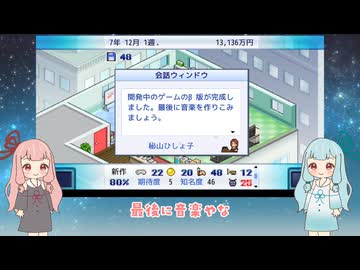 7年 12月 1週.
13,136万円
48
会話ウィンドウ
開発中のゲームのβ版が完成し
ました。最後に音楽を作りこみ
ましょう。
秘山ひしょ子
新作 22 20 48 12
80% 期待度 5 知名度 46 25
最後に音楽やな